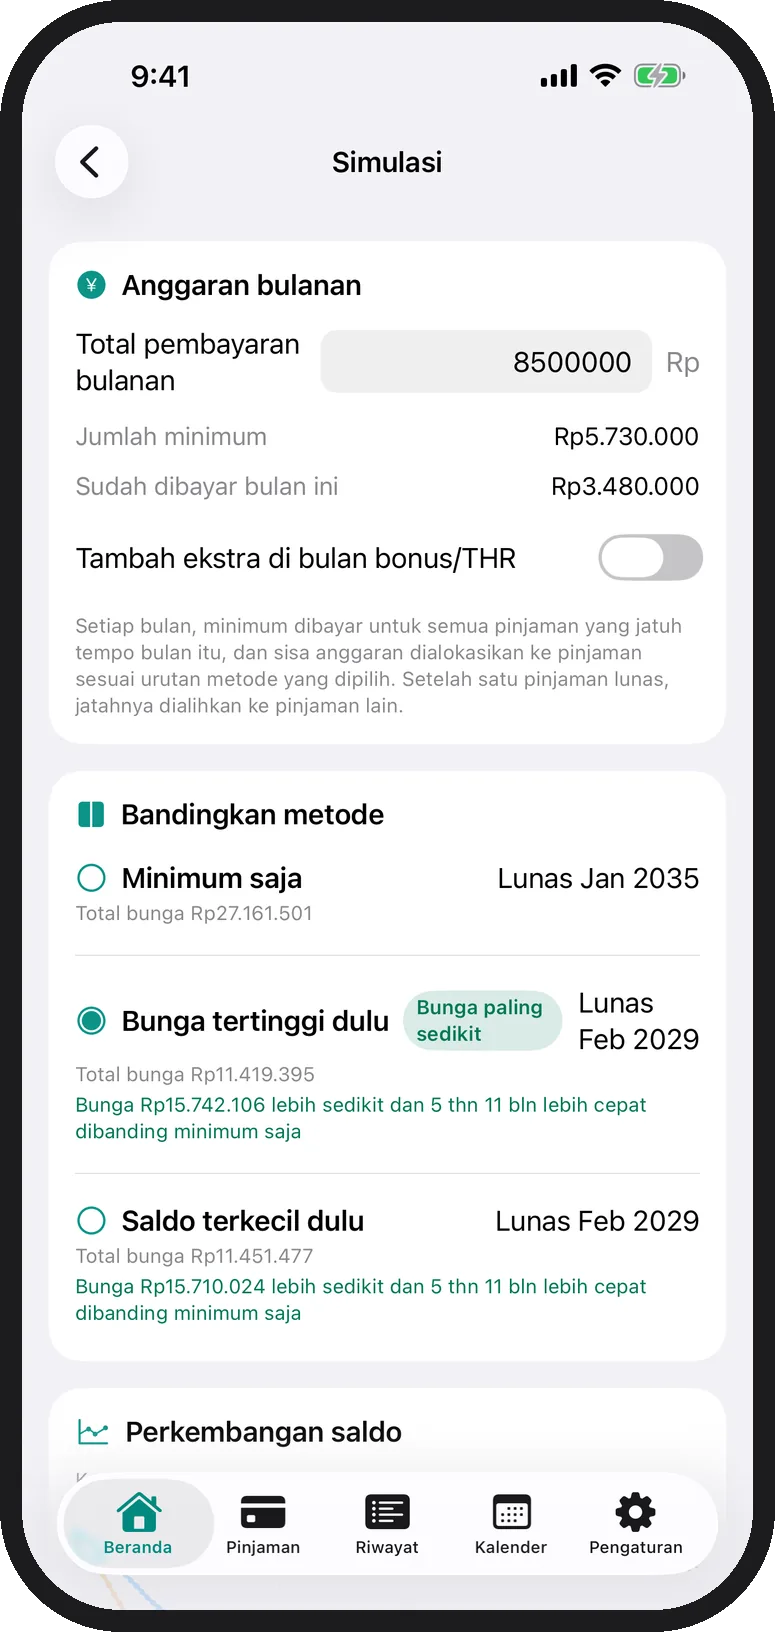 9:41
Simulasi
¥ Anggaran bulanan
Total pembayaran
bulanan
8500000 Rp
Jumlah minimum Rp5.730.000
Sudah dibayar bulan ini Rp3.480.000
Tambah ekstra di bulan bonus/THR
Setiap bulan, minimum dibayar untuk semua pinjaman yang jatuh
tempo bulan itu, dan sisa anggaran dialokasikan ke pinjaman
sesuai urutan metode yang dipilih. Setelah satu pinjaman lunas,
jatahnya dialihkan ke pinjaman lain.
Bandingkan metode
Minimum saja Lunas Jan 2035
Total bunga Rp27.161.501
Bunga tertinggi dulu
Bunga paling
sedikit
Lunas
Feb 2029
Total bunga Rp11.419.395
Bunga Rp15.742.106 lebih sedikit dan 5 thn 11 bln lebih cepat
dibanding minimum saja
Saldo terkecil dulu Lunas Feb 2029
Total bunga Rp11.451.477
Bunga Rp15.710.024 lebih sedikit dan 5 thn 11 bln lebih cepat
dibanding minimum saja
Perkembangan saldo
Beranda Pinjaman Riwayat Kalender Pengaturan